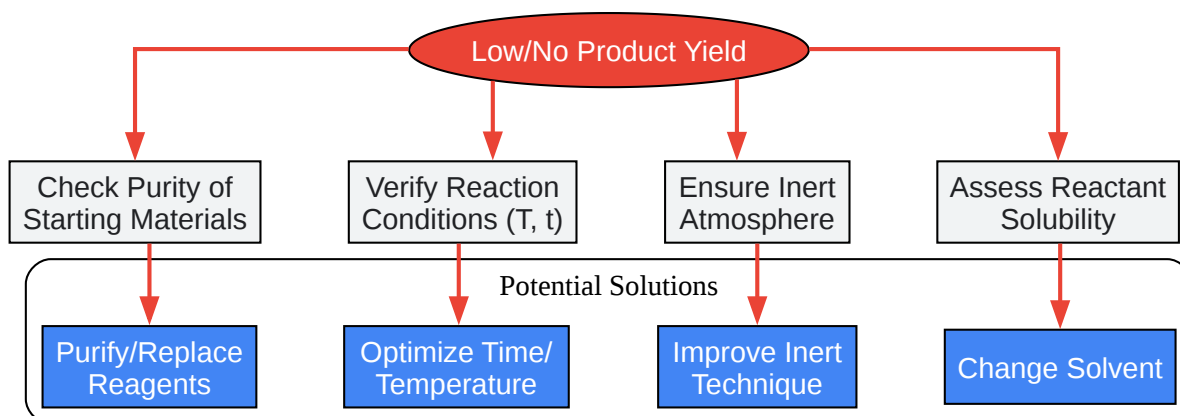 Low/No Product Yield
Check Purity of
Starting Materials
Verify Reaction
Conditions (T, t)
Ensure Inert
Atmosphere
Assess Reactant
Solubility
Potential Solutions
Purify/Replace
Reagents
Optimize Time/
Temperature
Improve Inert
Technique
Change Solvent